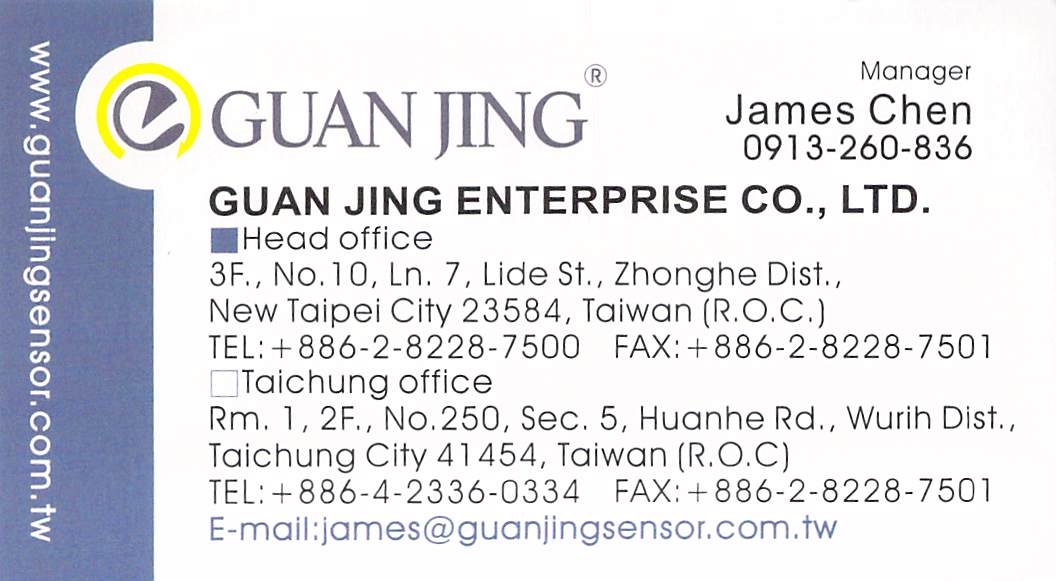 www.guanjingsensor.com.tw
GUAN JING®
Manager
James Chen
0913-260-836
GUAN JING ENTERPRISE CO., LTD.
■Head office
3F., No.10, Ln. 7, Lide St., Zhonghe Dist.,
New Taipei City 23584, Taiwan (R.O.C.)
TEL:+886-2-8228-7500 FAX:+886-2-8228-7501
□Taichung office
Rm. 1, 2F., No.250, Sec. 5, Huanhe Rd., Wurih Dist.,
Taichung City 41454, Taiwan (R.O.C)
TEL:+886-4-2336-0334 FAX:+886-2-8228-7501
E-mail:james@guanjingsensor.com.tw